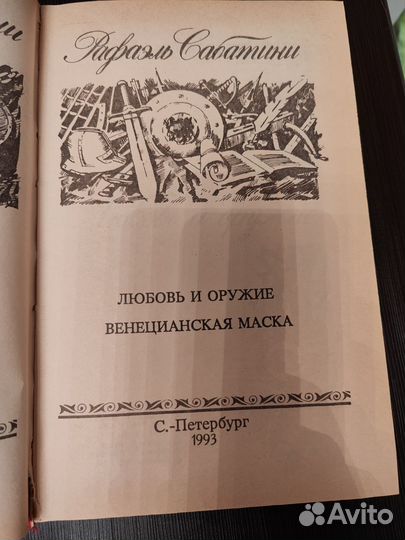 Рафаэль Сабатини
ЛЮБОВЬ И ОРУЖИЕ
ВЕНЕЦИАНСКАЯ МАСКА
С.-Петербург
1993
Avito